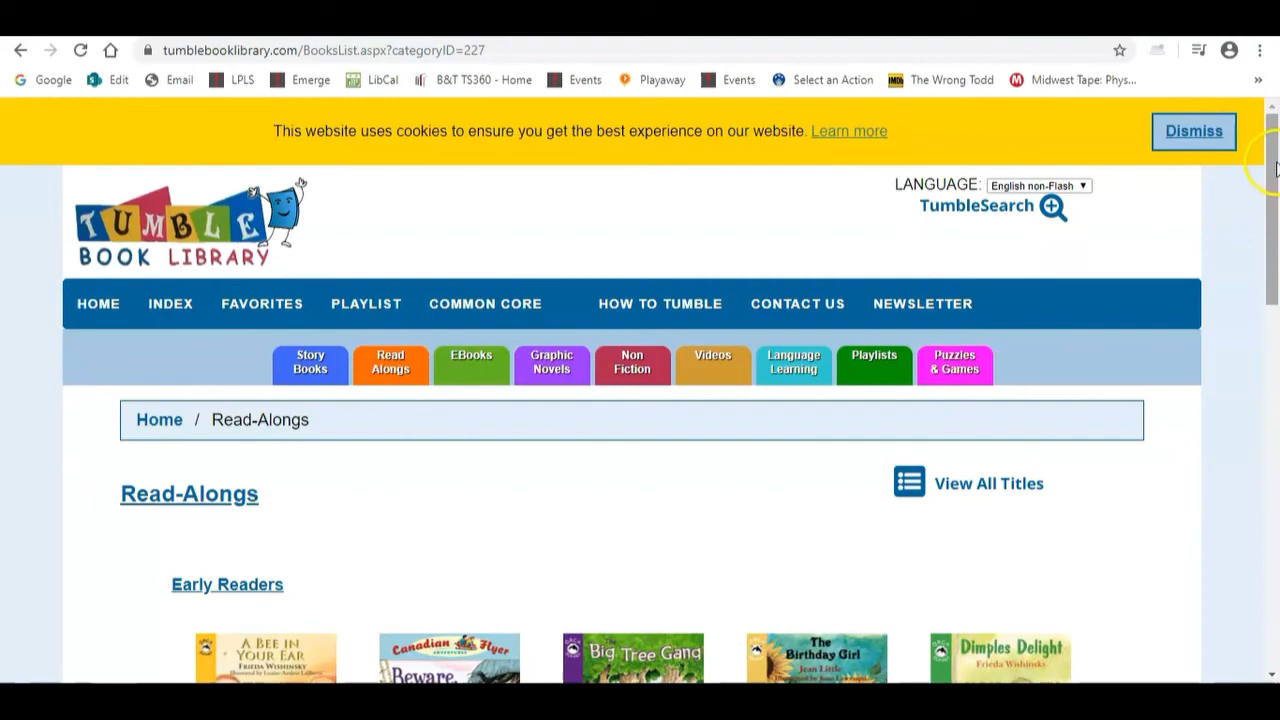 tumblebooklibrary.com/BooksList.aspx?categoryID=227
Google Edit Email LPLS Emerge LibCal B&T TS360 - Home Events Playaway Events Select an Action The Wrong Todd Midwest Tape: Phys... »
This website uses cookies to ensure you get the best experience on our website. Learn more Dismiss
LANGUAGE: English non-Flash
TumbleSearch
TUMBLE
BOOK LIBRARY
HOME INDEX FAVORITES PLAYLIST COMMON CORE HOW TO TUMBLE CONTACT US NEWSLETTER
Story Books
Read Alongs
EBooks
Graphic Novels
Non Fiction
Videos
Language Learning
Playlists
Puzzles & Games
Home / Read-Alongs
Read-Alongs
View All Titles
Early Readers
A BEE IN
YOUR EAR
FRIEDA WISHINSKY
Canadian Flyer
ADVENTURES
Beware,
Big Tree Gang
The
Birthday Girl
Jean Little
Dimples Delight
Frieda Wishinsky